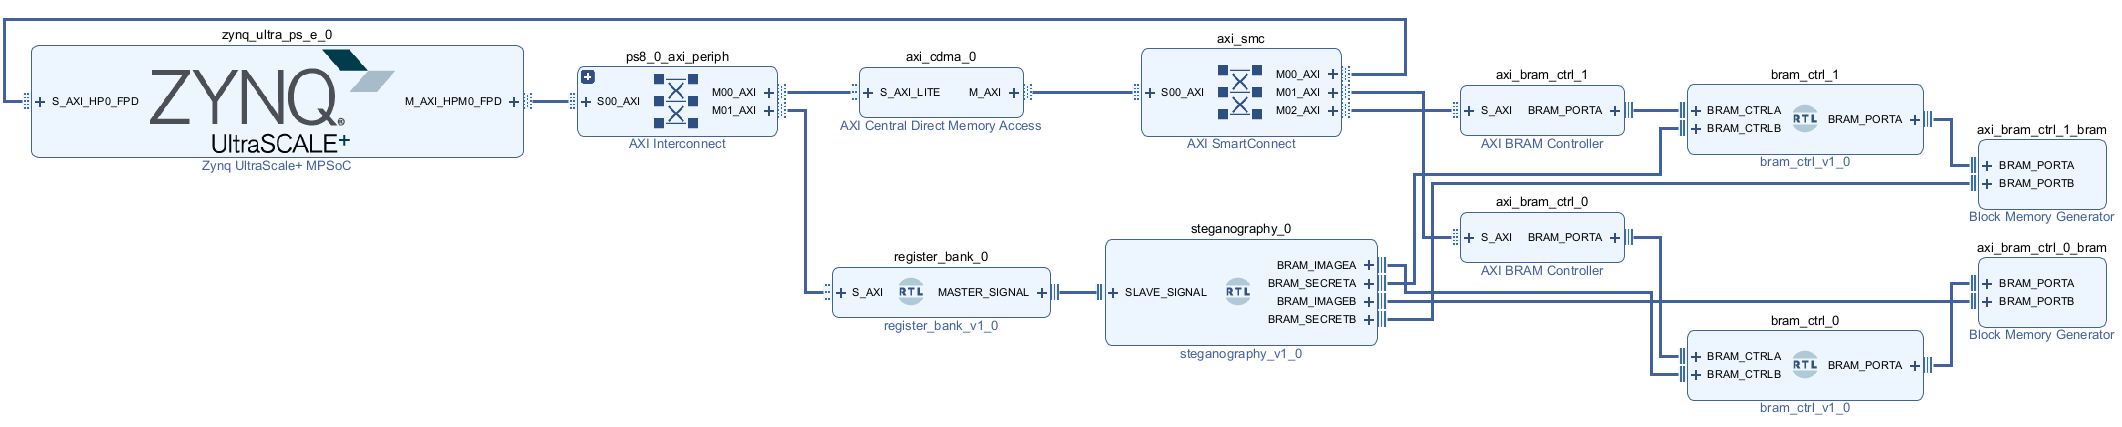 zynq_ultra_ps_e_0
S_AXI_HP0_FPD
ZYNQ®
UltraSCALE+
M_AXI_HPM0_FPD
Zynq UltraScale+ MPSoC
ps8_0_axi_periph
S00_AXI
M00_AXI
M01_AXI
AXI Interconnect
axi_cdma_0
S_AXI_LITE
M_AXI
AXI Central Direct Memory Access
axi_smc
S00_AXI
M00_AXI
M01_AXI
M02_AXI
AXI SmartConnect
axi_bram_ctrl_1
S_AXI
BRAM_PORTA
AXI BRAM Controller
bram_ctrl_1
BRAM_CTRLA
BRAM_CTRLB
RTL
BRAM_PORTA
bram_ctrl_v1_0
axi_bram_ctrl_1_bram
BRAM_PORTA
BRAM_PORTB
Block Memory Generator
register_bank_0
S_AXI
RTL
MASTER_SIGNAL
register_bank_v1_0
steganography_0
SLAVE_SIGNAL
RTL
BRAM_IMAGEA
BRAM_SECRETA
BRAM_IMAGEB
BRAM_SECRETB
steganography_v1_0
axi_bram_ctrl_0
S_AXI
BRAM_PORTA
AXI BRAM Controller
axi_bram_ctrl_0_bram
BRAM_PORTA
BRAM_PORTB
Block Memory Generator
bram_ctrl_0
BRAM_CTRLA
BRAM_CTRLB
RTL
BRAM_PORTA
bram_ctrl_v1_0